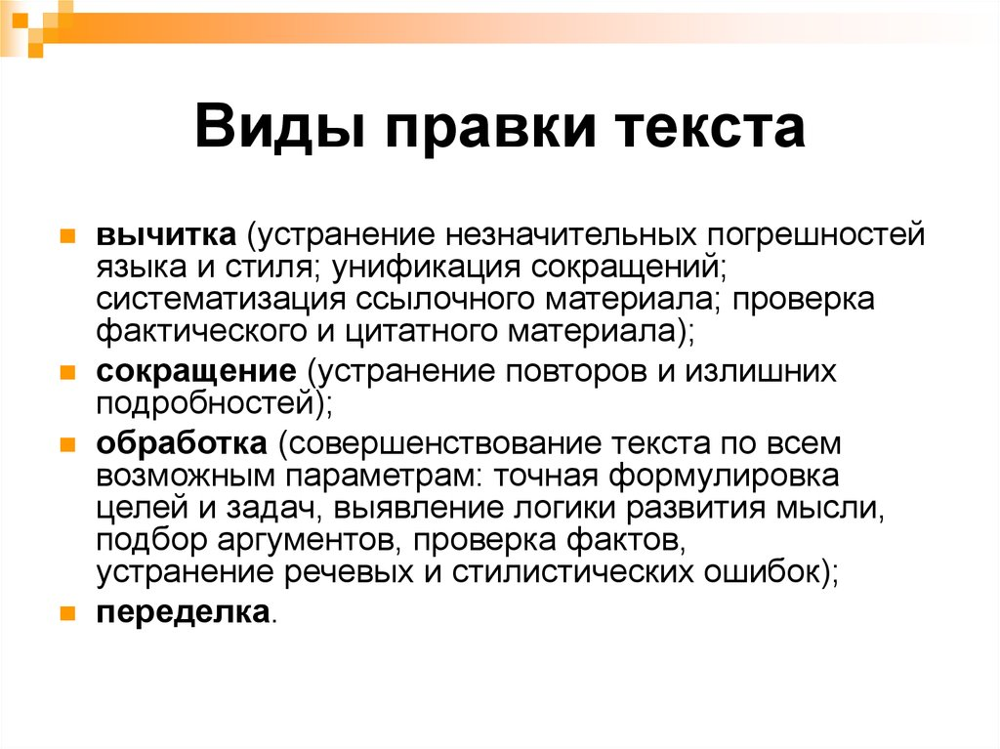 Виды правки текста
вычитка (устранение незначительных погрешностей
языка и стиля; унификация сокращений;
систематизация ссылочного материала; проверка
фактического и цитатного материала);
сокращение (устранение повторов и излишних
подробностей);
обработка (совершенствование текста по всем
возможным параметрам: точная формулировка
целей и задач, выявление логики развития мысли,
подбор аргументов, проверка фактов,
устранение речевых и стилистических ошибок);
переделка.